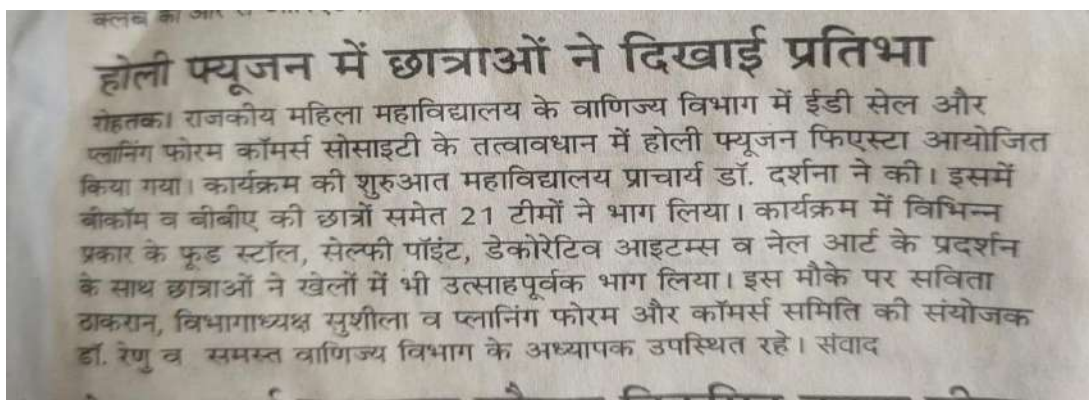 क्लब की ओर से
होली फ्यूजन में छात्राओं ने दिखाई प्रतिभा
रोहतक। राजकीय महिला महाविद्यालय के वाणिज्य विभाग में ईडी सेल और
प्लानिंग फोरम कॉमर्स सोसाइटी के तत्वावधान में होली फ्यूजन फिएस्टा आयोजित
किया गया। कार्यक्रम की शुरुआत महाविद्यालय प्राचार्य डॉ. दर्शना ने की। इसमें
बीकॉम व बीबीए की छात्रों समेत 21 टीमों ने भाग लिया। कार्यक्रम में विभिन्न
प्रकार के फूड स्टॉल, सेल्फी पॉइंट, डेकोरेटिव आइटम्स व नेल आर्ट के प्रदर्शन
के साथ छात्राओं ने खेलों में भी उत्साहपूर्वक भाग लिया। इस मौके पर सविता
ठाकरान, विभागाध्यक्ष सुशीला व प्लानिंग फोरम और कॉमर्स समिति की संयोजक
डॉ. रेणु व समस्त वाणिज्य विभाग के अध्यापक उपस्थित रहे। संवाद